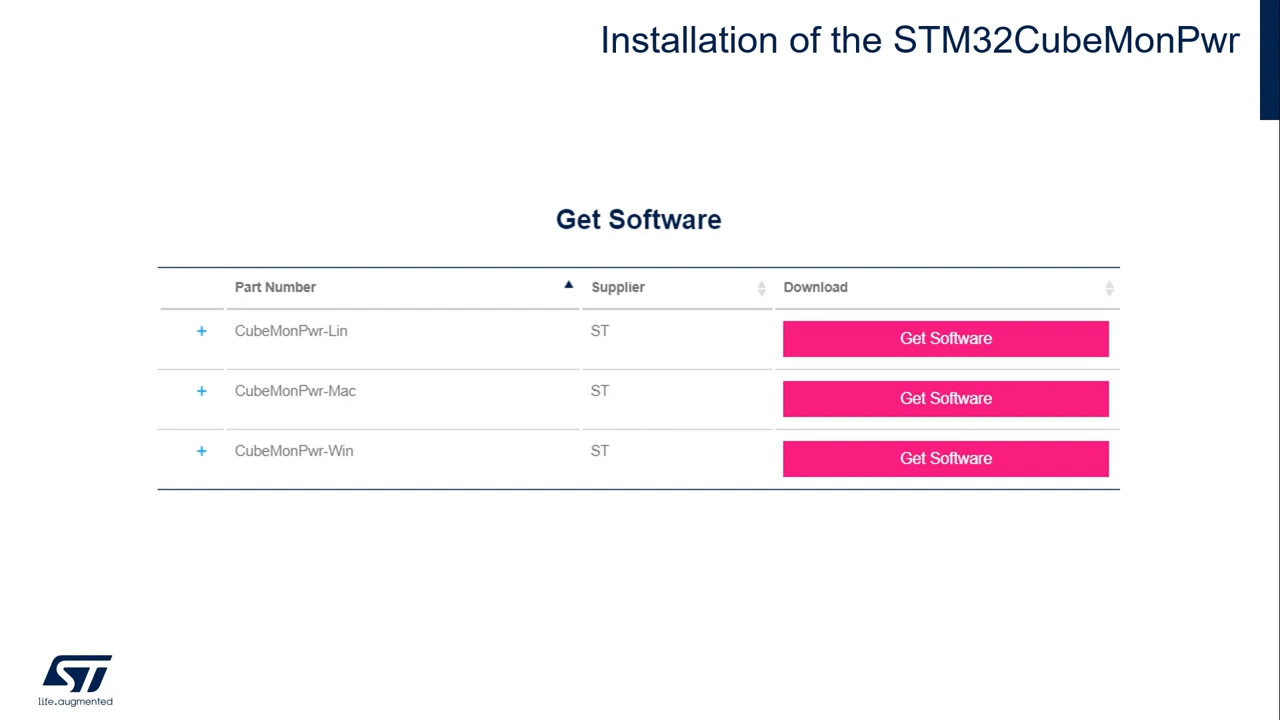 Installation of the STM32CubeMonPwr
Get Software
Part Number Supplier Download
+ CubeMonPwr-Lin ST Get Software
+ CubeMonPwr-Mac ST Get Software
+ CubeMonPwr-Win ST Get Software
ST
life.augmented